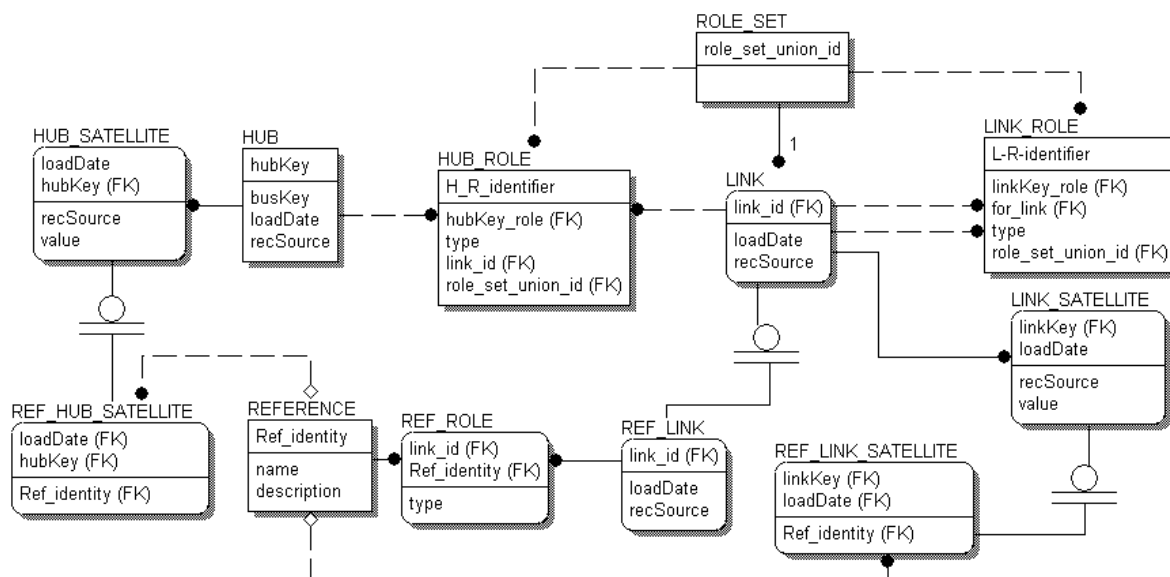 ROLE_SET
role_set_union_id
HUB_SATELLITE
loadDate
hubKey (FK)
recSource
value
HUB
hubKey
busKey
loadDate
recSource
HUB_ROLE
H_R_identifier
hubKey_role (FK)
type
link_id (FK)
role_set_union_id (FK)
1
LINK
link_id (FK)
loadDate
recSource
LINK_ROLE
L-R-identifier
linkKey_role (FK)
for_link (FK)
type
role_set_union_id (FK)
LINK_SATELLITE
linkKey (FK)
loadDate
recSource
value
REF_HUB_SATELLITE
loadDate (FK)
hubKey (FK)
Ref_identity (FK)
REFERENCE
Ref_identity
name
description
REF_ROLE
link_id (FK)
Ref_identity (FK)
type
REF_LINK
link_id (FK)
loadDate
recSource
REF_LINK_SATELLITE
linkKey (FK)
loadDate (FK)
Ref_identity (FK)